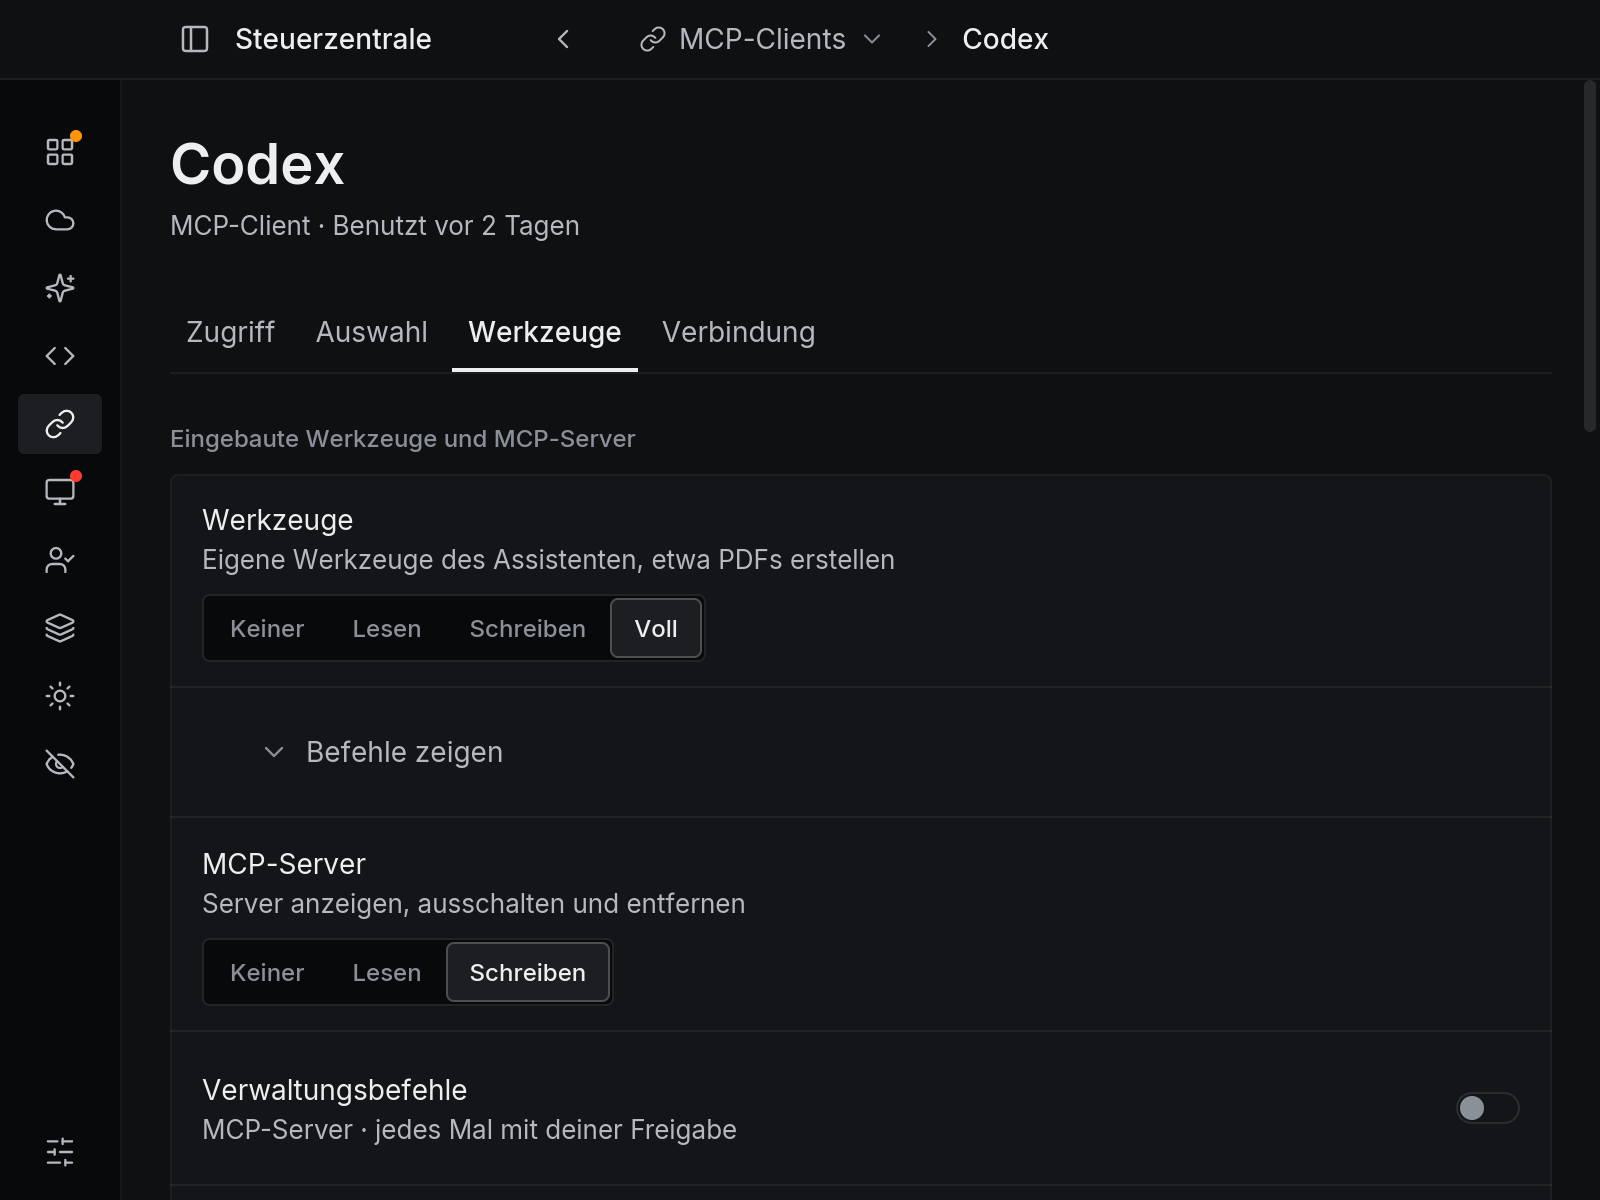 Steuerzentrale
MCP-Clients
Codex
Codex
MCP-Client · Benutzt vor 2 Tagen
Zugriff
Auswahl
Werkzeuge
Verbindung
Eingebaute Werkzeuge und MCP-Server
Werkzeuge
Eigene Werkzeuge des Assistenten, etwa PDFs erstellen
Keiner
Lesen
Schreiben
Voll
Befehle zeigen
MCP-Server
Server anzeigen, ausschalten und entfernen
Keiner
Lesen
Schreiben
Verwaltungsbefehle
MCP-Server · jedes Mal mit deiner Freigabe